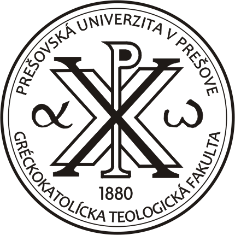 PREŠOVSKÁ UNIVERZITA V PREŠOVE
α ω
1880
GRÉCKOKATOLÍCKA TEOLOGICKÁ FAKULTA